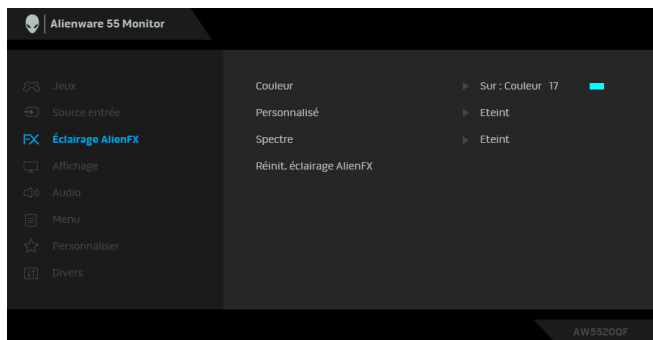 Alienware 55 Monitor
Jeux
Source entrée
FX Éclairage AlienFX
Affichage
Audio
Menu
Personnaliser
Divers
Couleur Sur : Couleur 17
Personnalisé Eteint
Spectre Eteint
Réinit. éclairage AlienFX
AW5520QF